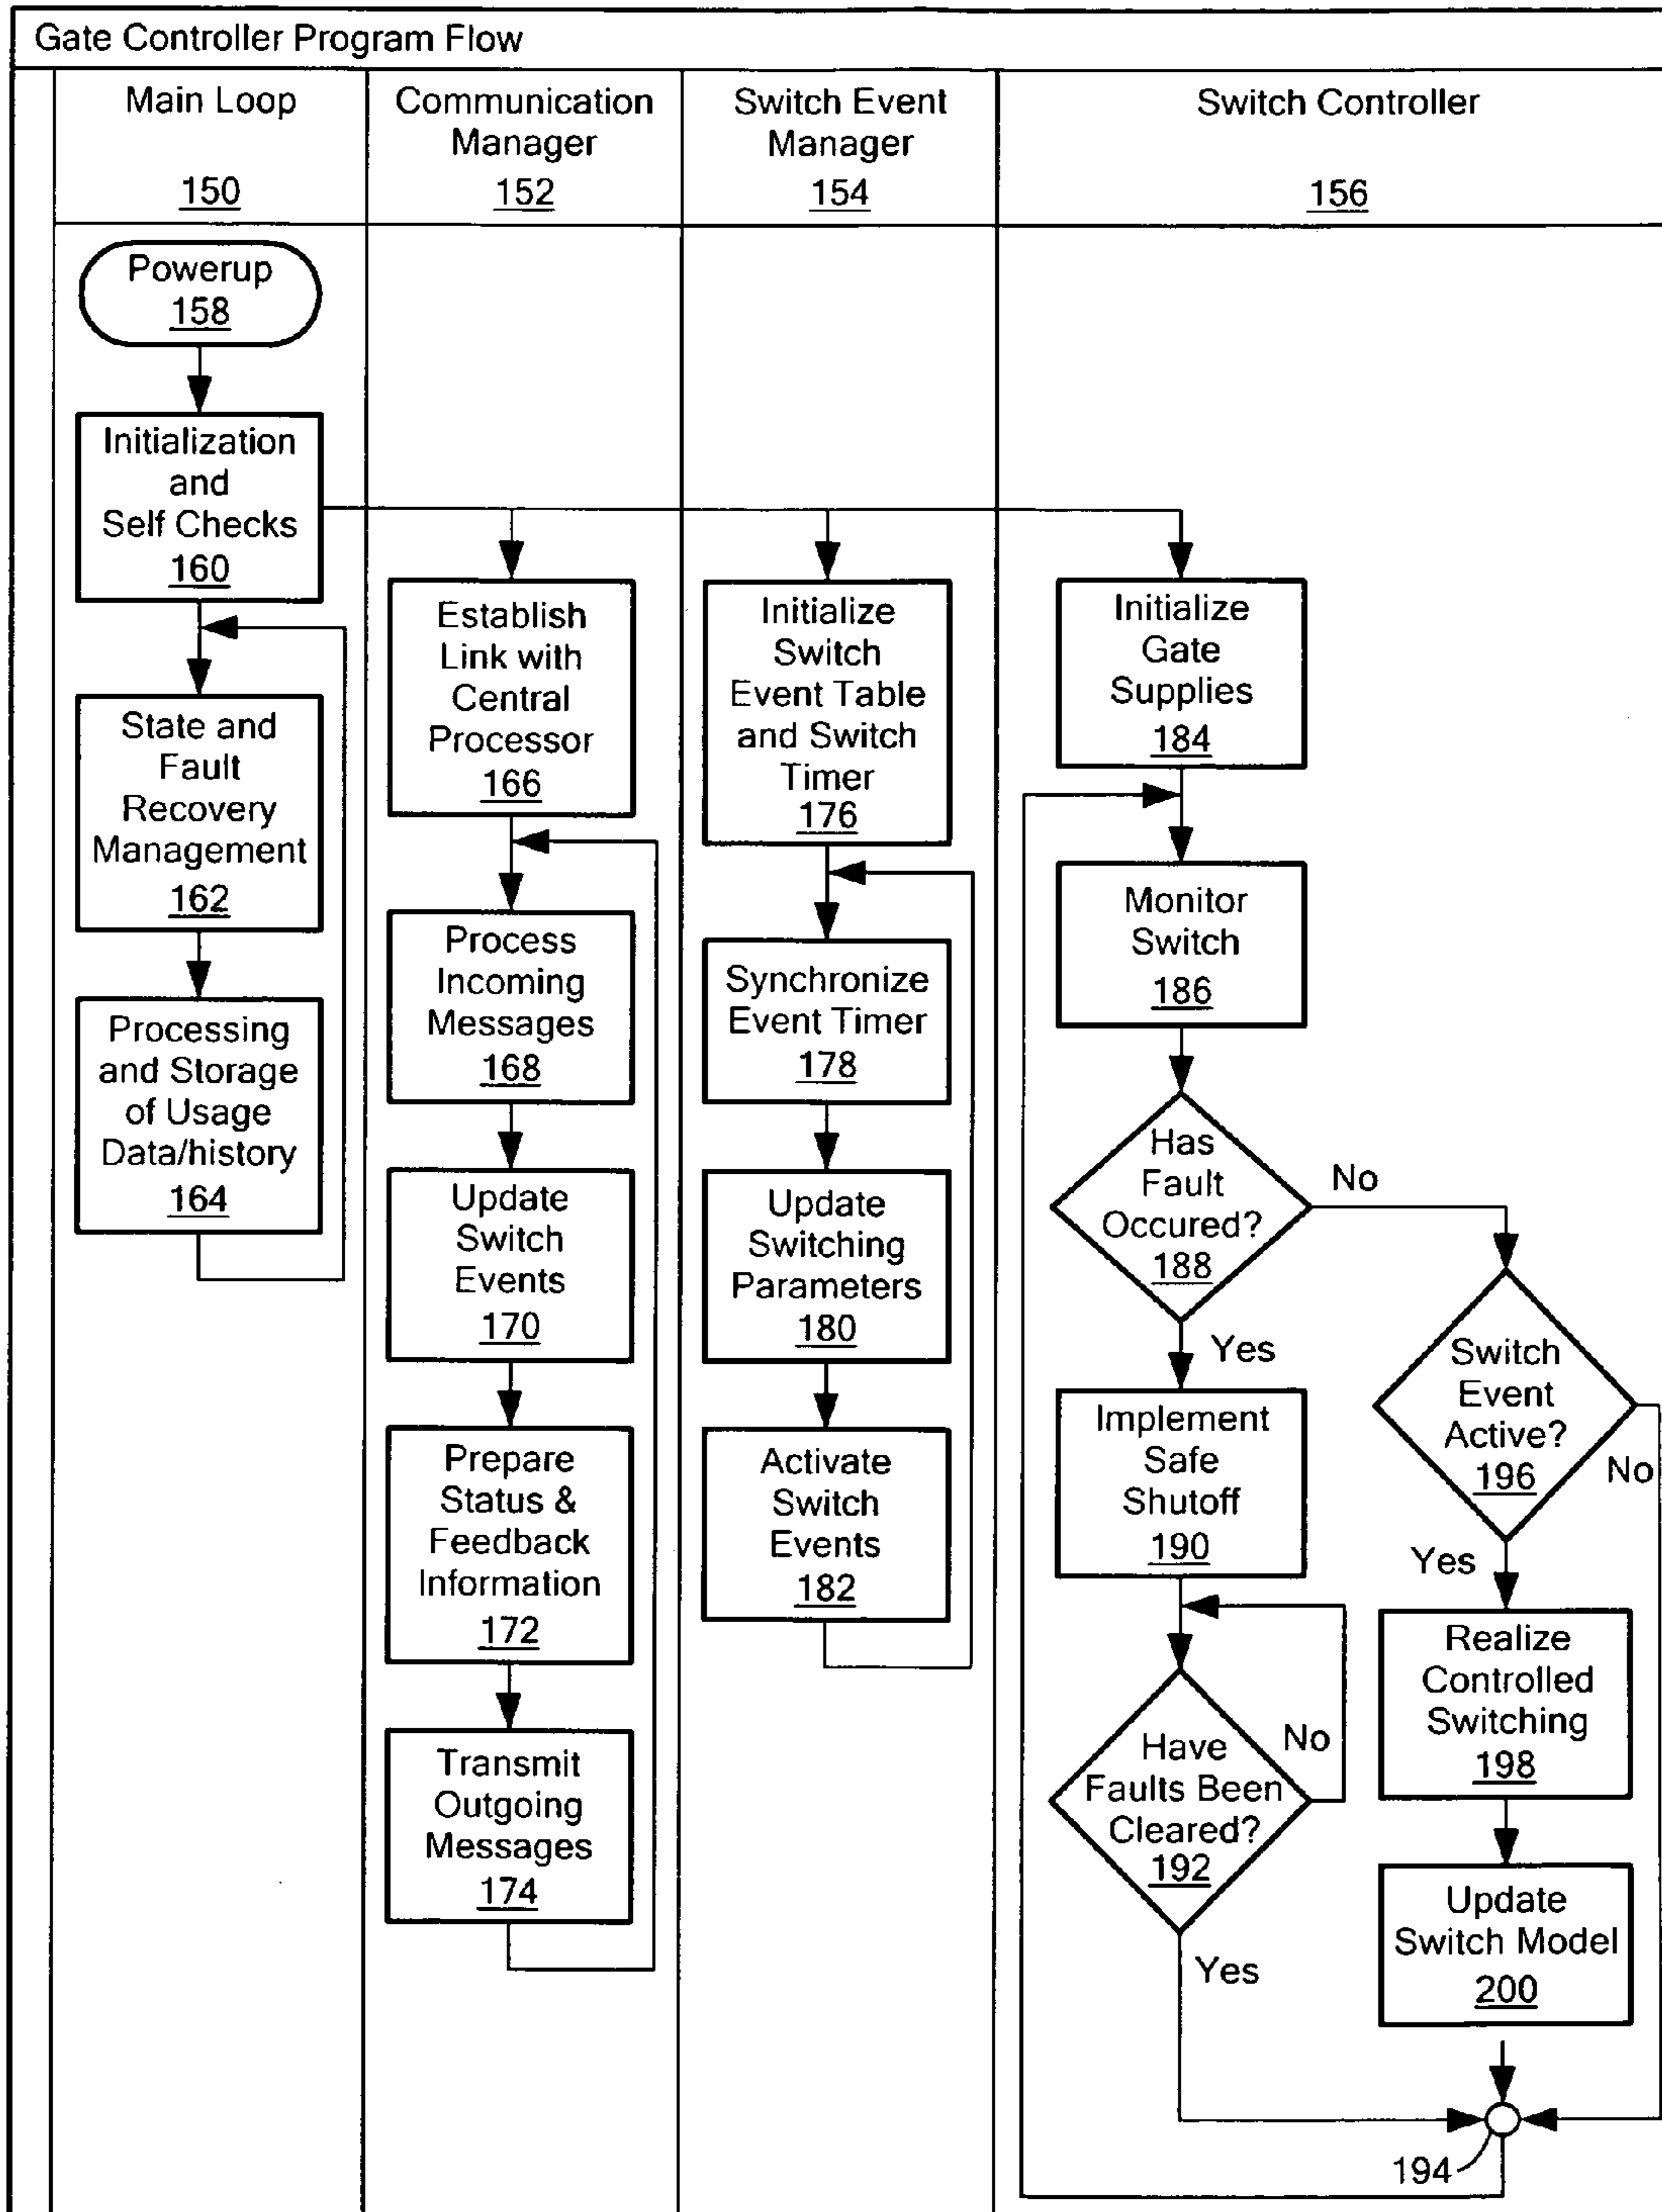 Gate Controller Program Flow
Main Loop
150
Communication
Manager
152
Switch Event
Manager
154
Switch Controller
156
Powerup
158
Initialization
and
Self Checks
160
State and
Fault
Recovery
Management
162
Processing
and Storage
of Usage
Data/history
164
Establish
Link with
Central
Processor
166
Process
Incoming
Messages
168
Update
Switch
Events
170
Prepare
Status &
Feedback
Information
172
Transmit
Outgoing
Messages
174
Initialize
Switch
Event Table
and Switch
Timer
176
Synchronize
Event Timer
178
Update
Switching
Parameters
180
Activate
Switch
Events
182
Initialize
Gate
Supplies
184
Monitor
Switch
186
Has
Fault
Occured?
188
No
Yes
Implement
Safe
Shutoff
190
Have
Faults Been
Cleared?
192
No
Yes
Switch
Event
Active?
196
No
Yes
Realize
Controlled
Switching
198
Update
Switch Model
200
194